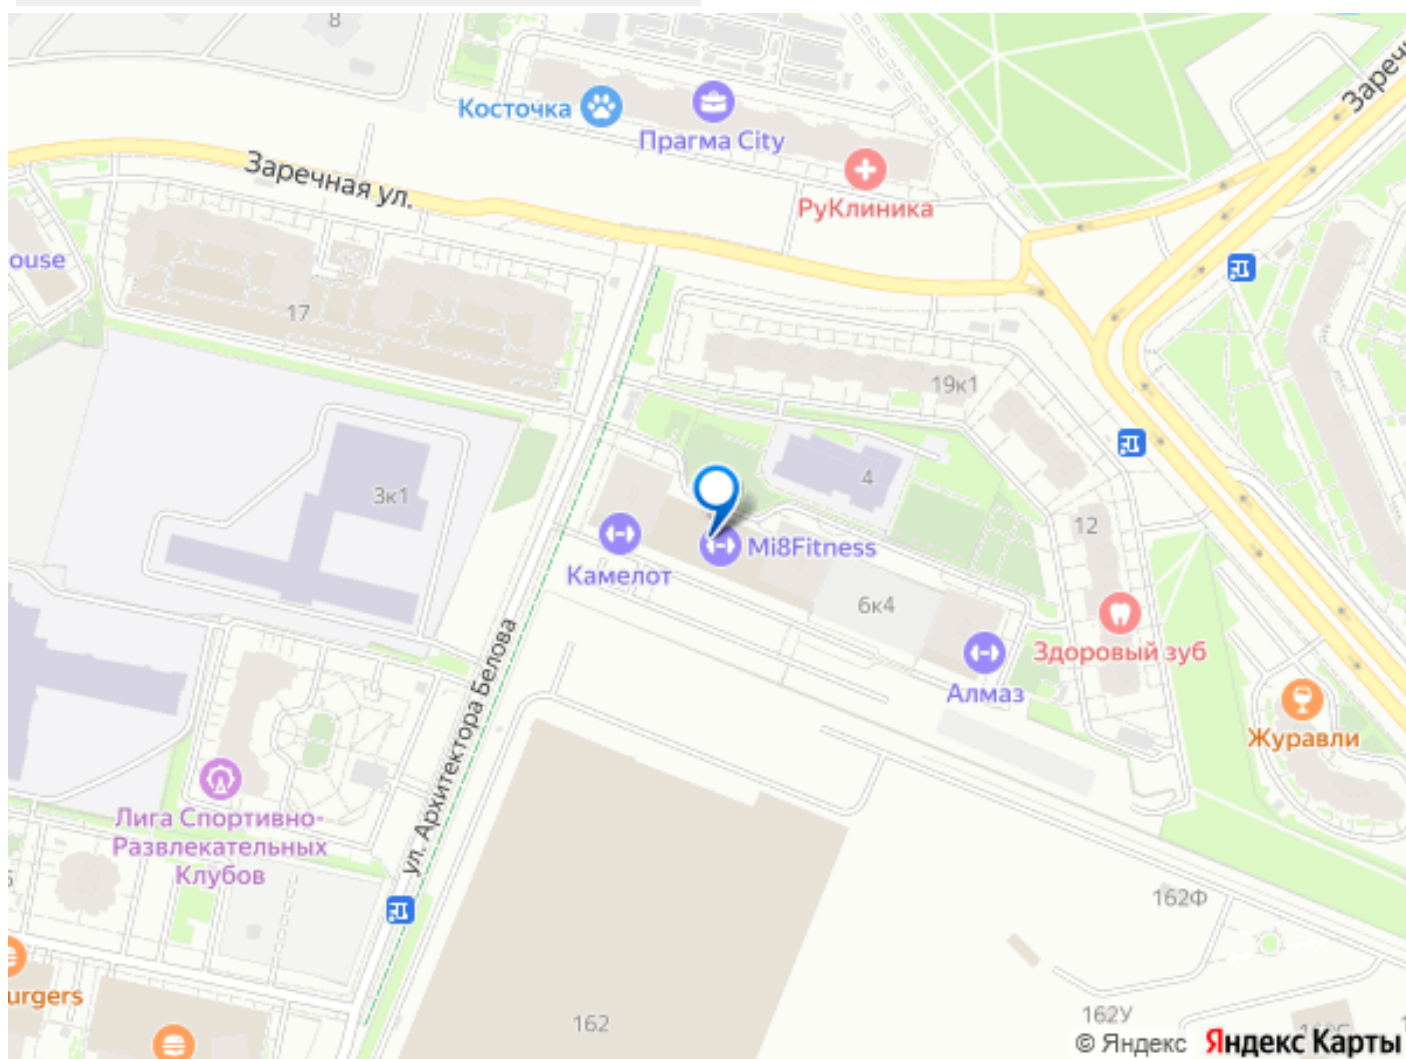 8
Косточка
Прагма City
Заречная ул.
РуКлиника
ouse
17
19к1
3к1
4
12
Mi8Fitness
Камелот
6к4
Здоровый зуб
Алмаз
ул. Архитектора Белова
Журавли
Лига Спортивно-
Развлекательных
Клубов
162Ф
urgers
162
162У
© Яндекс Яндекс Карты